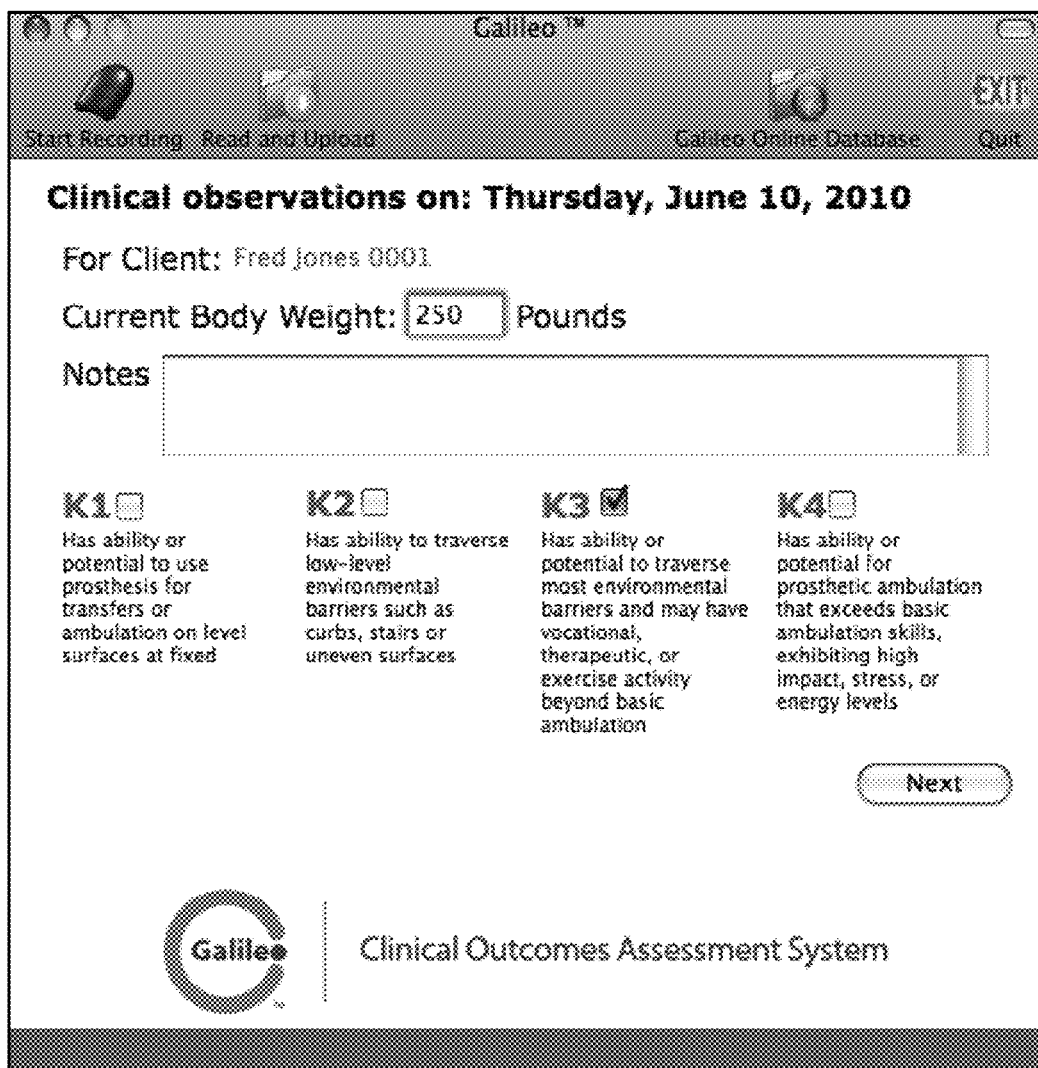 Galileo™
EXIT
Start Recording Read and Upload Galileo Online Database Quit
Clinical observations on: Thursday, June 10, 2010
For Client: Fred Jones 0001
Current Body Weight: 250 Pounds
Notes
K1
Has ability or
potential to use
prosthesis for
transfers or
ambulation on level
surfaces at fixed
K2
Has ability to traverse
low-level
environmental
barriers such as
curbs, stairs or
uneven surfaces
K3
Has ability or
potential to traverse
most environmental
barriers and may have
vocational,
therapeutic, or
exercise activity
beyond basic
ambulation
K4
Has ability or
potential for
prosthetic ambulation
that exceeds basic
ambulation skills,
exhibiting high
impact, stress, or
energy levels
Next
Galileo™
Clinical Outcomes Assessment System